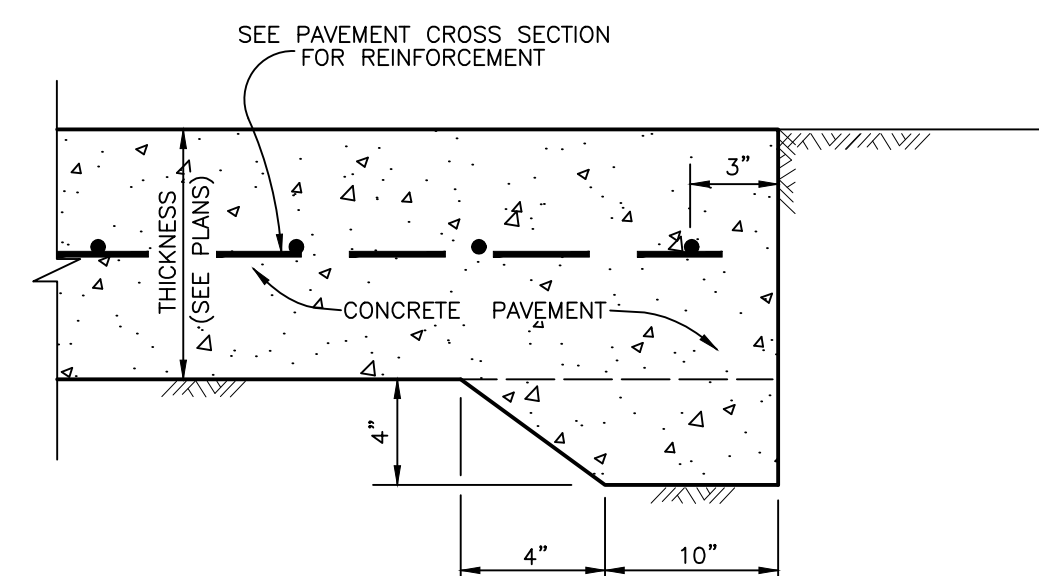 SEE PAVEMENT CROSS SECTION
FOR REINFORCEMENT
3"
THICKNESS
(SEE PLANS)
CONCRETE PAVEMENT
4"
4"
10"